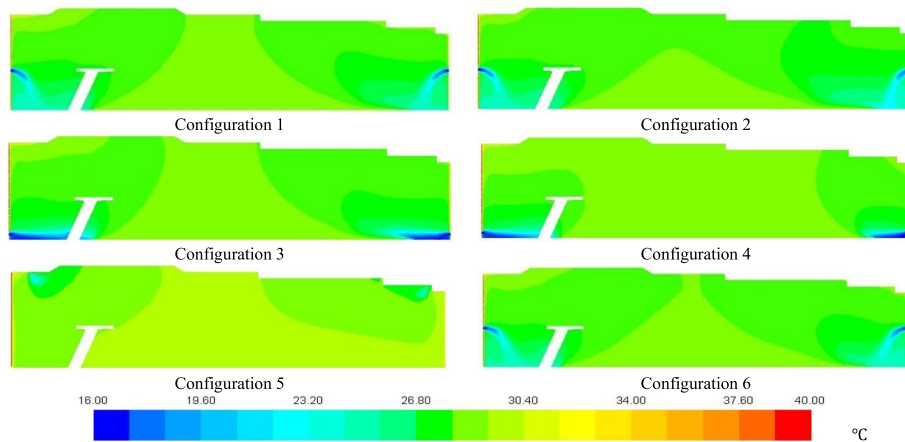 Configuration 1
Configuration 2
Configuration 3
Configuration 4
Configuration 5
Configuration 6
16.00 19.60 23.20 26.80 30.40 34.00 37.60 40.00
℃